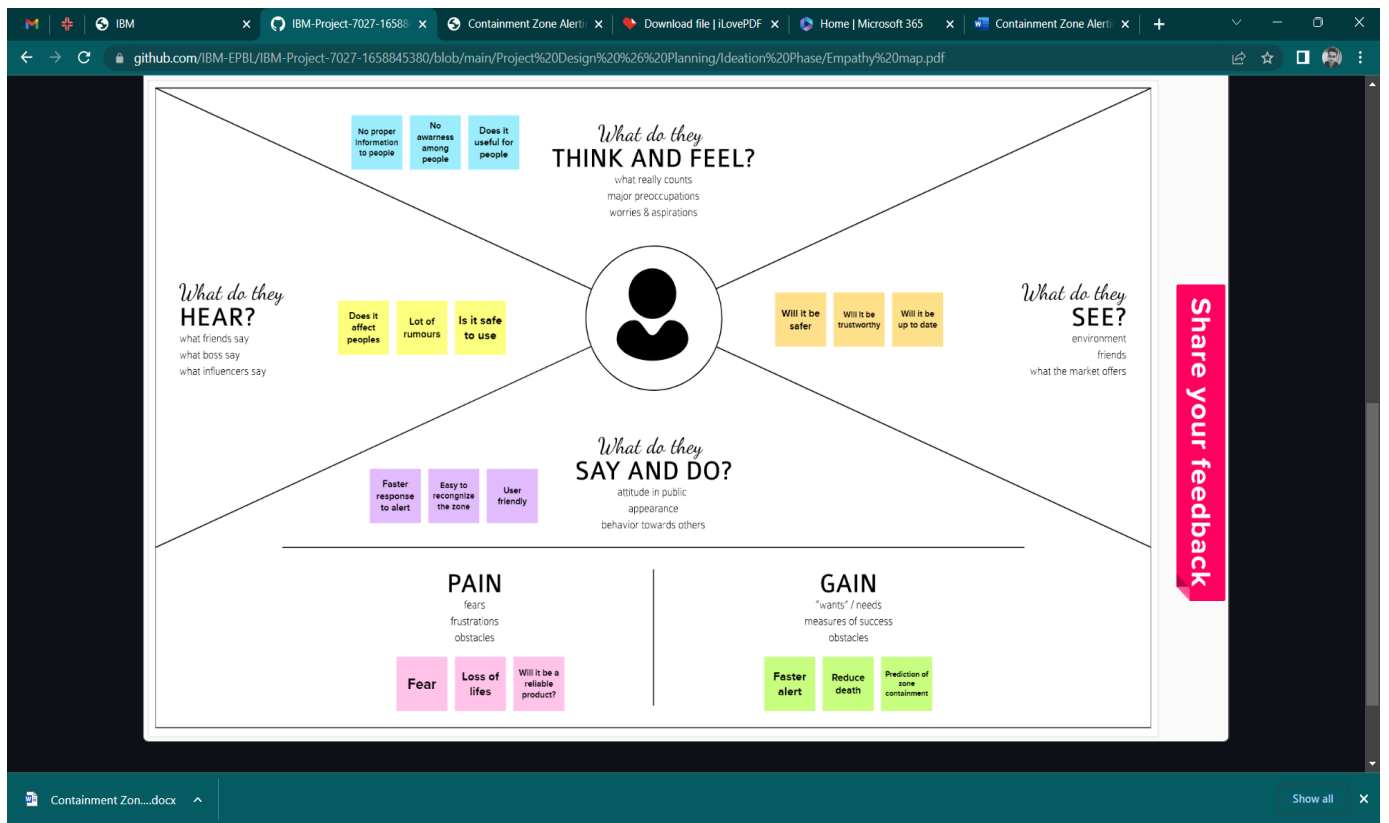 IBM
IBM-Project-7027-16588
Containment Zone Alerti
Download file | iLovePDF
Home | Microsoft 365
Containment Zone Alerti
github.com/IBM-EPBL/IBM-Project-7027-1658845380/blob/main/Project%20Design%20%26%20Planning/Ideation%20Phase/Empathy%20map.pdf
No proper
information
to people
No
awarness
among
people
Does it
useful for
people
What do they
THINK AND FEEL?
what really counts
major preoccupations
worries & aspirations
What do they
HEAR?
what friends say
what boss say
what influencers say
Does it
affect
peoples
Lot of
rumours
Is it safe
to use
Will it be
safer
Will It be
trustworthy
Will it be
up to date
What do they
SEE?
environment
friends
what the market offers
Share your feedback
What do they
SAY AND DO?
attitude in public
appearance
behavior towards others
Faster
response
to alert
Easy to
recongnize
the zone
User
friendly
PAIN
fears
frustrations
obstacles
Fear
Loss of
lifes
Will it be a
reliable
product?
GAIN
"wants" / needs
measures of success
obstacles
Faster
alert
Reduce
death
Prediction of
zone
containment
Containment Zon....docx
Show all